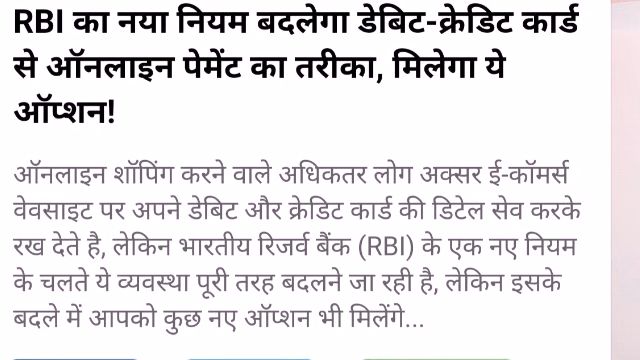 RBI का नया नियम बदलेगा डेबिट-क्रेडिट कार्ड
से ऑनलाइन पेमेंट का तरीका, मिलेगा ये
ऑप्शन!
ऑनलाइन शॉपिंग करने वाले अधिकतर लोग अक्सर ई-कॉमर्स
वेवसाइट पर अपने डेबिट और क्रेडिट कार्ड की डिटेल सेव करके
रख देते है, लेकिन भारतीय रिजर्व बैंक (RBI) के एक नए नियम
के चलते ये व्यवस्था पूरी तरह बदलने जा रही है, लेकिन इसके
बदले में आपको कुछ नए ऑप्शन भी मिलेंगे...